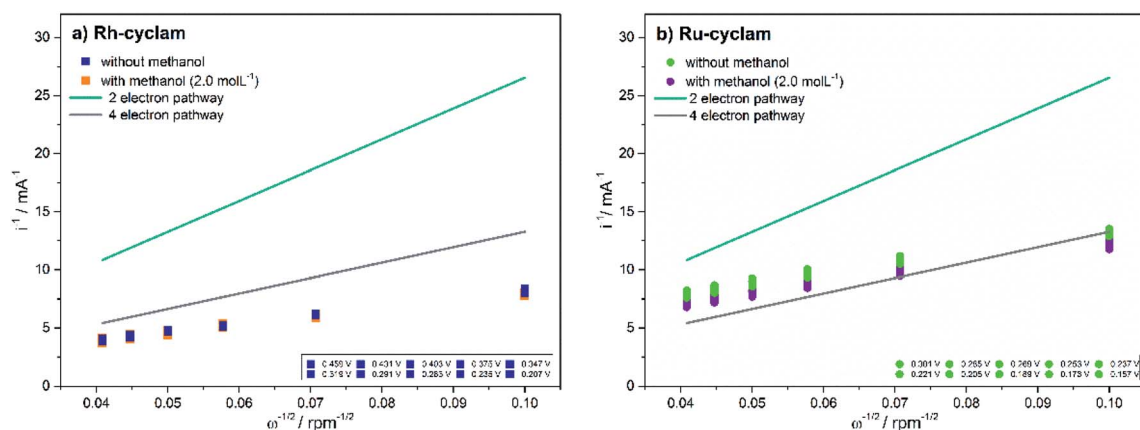 a) Rh-cyclam
without methanol
with methanol (2.0 molL⁻¹)
2 electron pathway
4 electron pathway
30
25
20
15
10
5
0
i⁻¹ / mA⁻¹
0.459 V 0.431 V 0.403 V 0.375 V 0.347 V
0.319 V 0.291 V 0.263 V 0.235 V 0.207 V
0.04 0.05 0.06 0.07 0.08 0.09 0.10
ω⁻¹/² / rpm⁻¹/²
b) Ru-cyclam
without methanol
with methanol (2.0 molL⁻¹)
2 electron pathway
4 electron pathway
30
25
20
15
10
5
0
i⁻¹ / mA⁻¹
0.301 V 0.269 V 0.253 V 0.237 V
0.221 V 0.205 V 0.189 V 0.173 V 0.157 V
0.04 0.05 0.06 0.07 0.08 0.09 0.10
ω⁻¹/² / rpm⁻¹/²